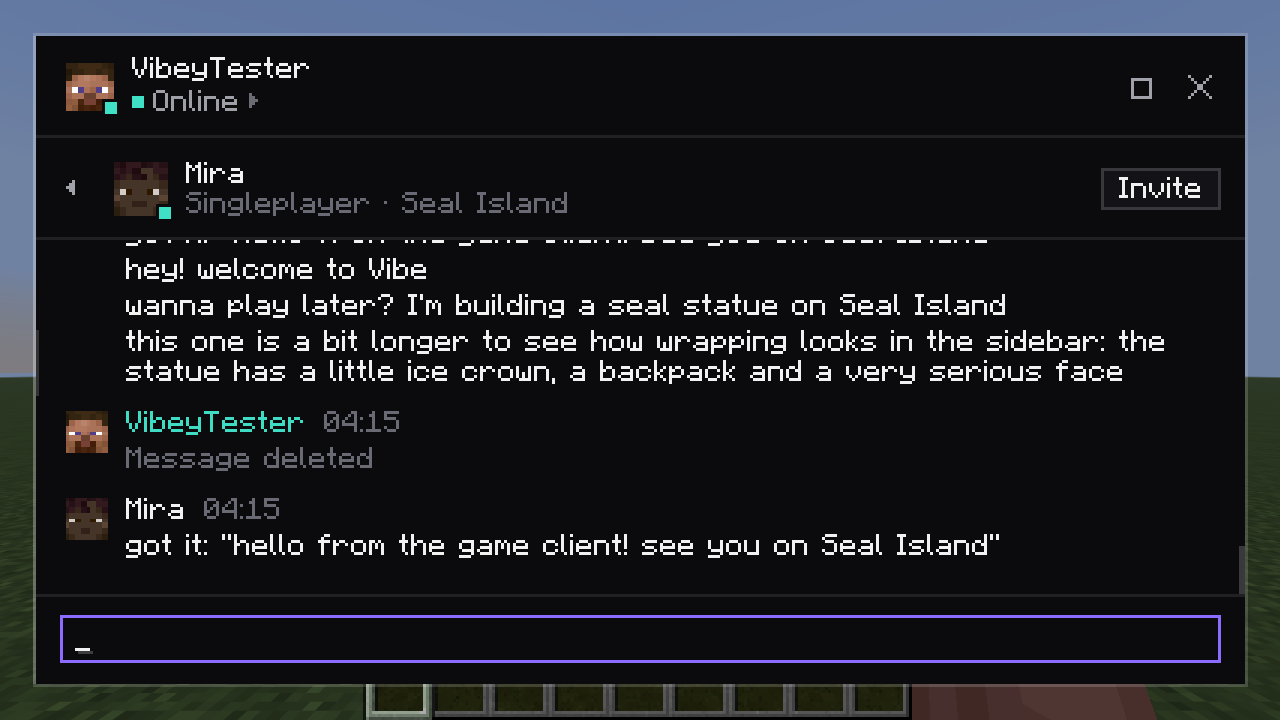 VibeyTester
Online
Mira
Singleplayer · Seal Island
Invite
hey! welcome to Vibe
wanna play later? I'm building a seal statue on Seal Island
this one is a bit longer to see how wrapping looks in the sidebar: the
statue has a little ice crown, a backpack and a very serious face
VibeyTester 04:15
Message deleted
Mira 04:15
got it: "hello from the game client! see you on Seal Island"